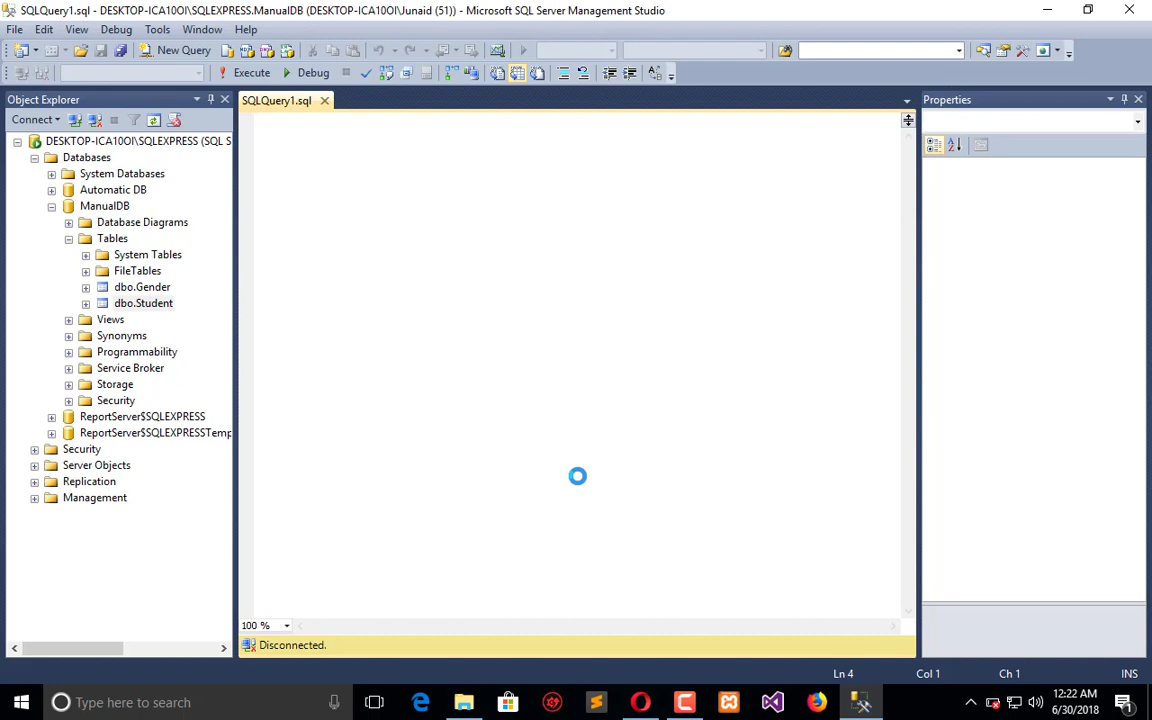 SQLQuery1.sql - DESKTOP-ICA10OI\SQLEXPRESS.ManualDB (DESKTOP-ICA10OI\Junaid (51)) - Microsoft SQL Server Management Studio
File Edit View Debug Tools Window Help
New Query
Execute Debug
Object Explorer
SQLQuery1.sql
Properties
Connect
DESKTOP-ICA10OI\SQLEXPRESS (SQL S
Databases
System Databases
Automatic DB
ManualDB
Database Diagrams
Tables
System Tables
FileTables
dbo.Gender
dbo.Student
Views
Synonyms
Programmability
Service Broker
Storage
Security
ReportServer$SQLEXPRESS
ReportServer$SQLEXPRESSTemp
Security
Server Objects
Replication
Management
100 %
Disconnected.
Ln 4 Col 1 Ch 1 INS
Type here to search
12:22 AM
6/30/2018